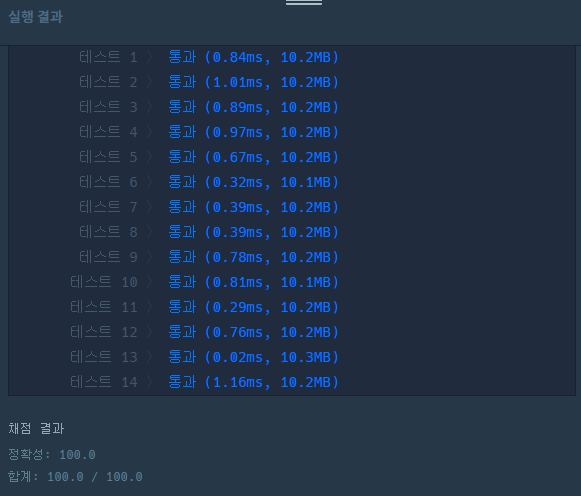 실행 결과
테스트 1 〉 통과 (0.84ms, 10.2MB)
테스트 2 〉 통과 (1.01ms, 10.2MB)
테스트 3 〉 통과 (0.89ms, 10.2MB)
테스트 4 〉 통과 (0.97ms, 10.2MB)
테스트 5 〉 통과 (0.67ms, 10.2MB)
테스트 6 〉 통과 (0.32ms, 10.1MB)
테스트 7 〉 통과 (0.39ms, 10.2MB)
테스트 8 〉 통과 (0.39ms, 10.2MB)
테스트 9 〉 통과 (0.78ms, 10.2MB)
테스트 10 〉 통과 (0.81ms, 10.1MB)
테스트 11 〉 통과 (0.29ms, 10.2MB)
테스트 12 〉 통과 (0.76ms, 10.2MB)
테스트 13 〉 통과 (0.02ms, 10.3MB)
테스트 14 〉 통과 (1.16ms, 10.2MB)
채점 결과
정확성: 100.0
합계: 100.0 / 100.0